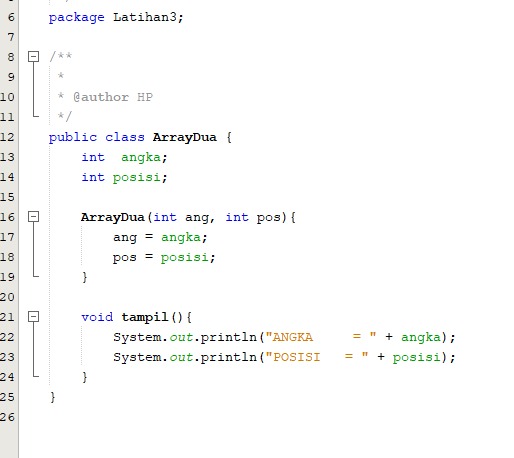 6 package Latihan3;
7
8 /**
9 *
10 * @author HP
11 */
12 public class ArrayDua {
13 int  angka;
14 int posisi;
15
16 ArrayDua(int ang, int pos){
17 ang = angka;
18 pos = posisi;
19 }
20
21 void tampil(){
22 System.out.println("ANGKA     = " + angka);
23 System.out.println("POSISI   = " + posisi);
24 }
25 }
26